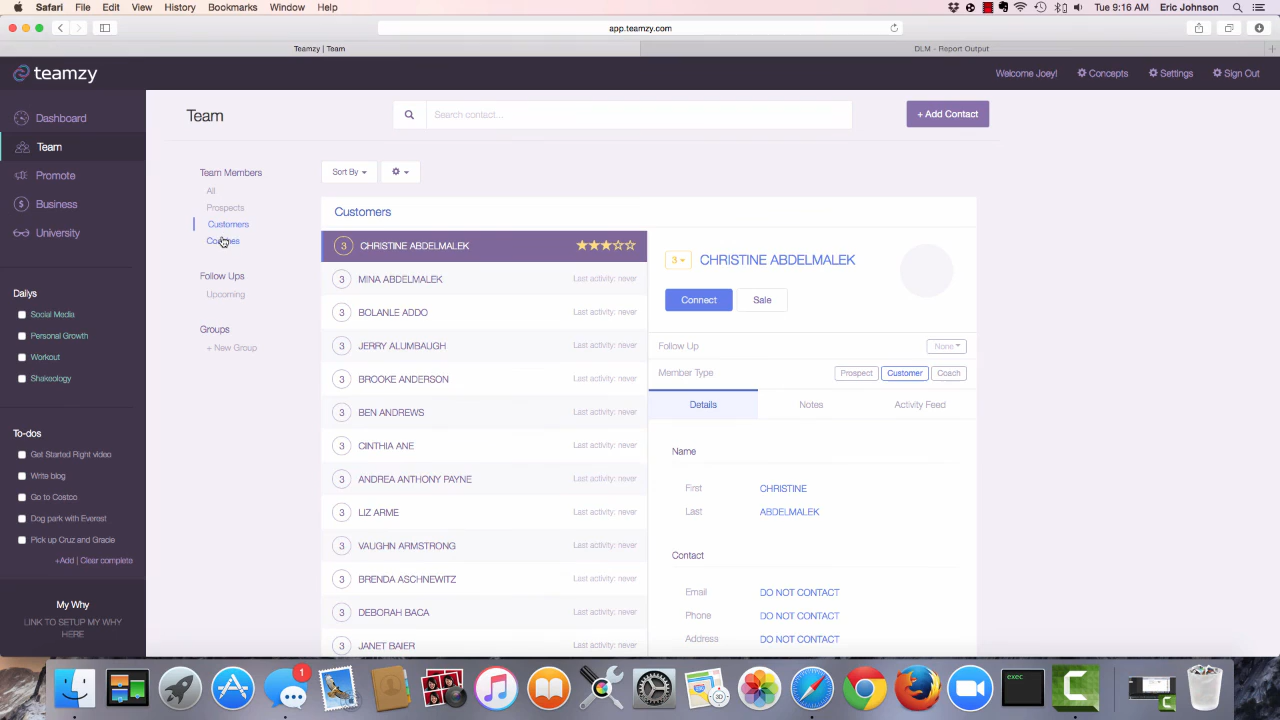 Safari File Edit View History Bookmarks Window Help
Tue 9:16 AM Eric Johnson
app.teamzy.com
Teamzy | Team
DLM - Report Output
teamzy
Welcome Joey!
Concepts
Settings
Sign Out
Dashboard
Team
Promote
Business
University
Dailys
Social Media
Personal Growth
Workout
Shakeology
To-dos
Get Started Right video
Write blog
Go to Costco
Dog park with Everest
Pick up Cruz and Gracie
+Add | Clear complete
My Why
LINK TO SETUP MY WHY
HERE
Team
Search contact...
+ Add Contact
Team Members
All
Prospects
Customers
Coaches
Follow Ups
Upcoming
Groups
+ New Group
Sort By
Customers
3 CHRISTINE ABDELMALEK
3 MINA ABDELMALEK Last activity: never
3 BOLANLE ADDO Last activity: never
3 JERRY ALUMBAUGH Last activity: never
3 BROOKE ANDERSON Last activity: never
3 BEN ANDREWS Last activity: never
3 CINTHIA ANE Last activity: never
3 ANDREA ANTHONY PAYNE Last activity: never
3 LIZ ARME Last activity: never
3 VAUGHN ARMSTRONG Last activity: never
3 BRENDA ASCHNEWITZ Last activity: never
3 DEBORAH BACA Last activity: never
3 JANET BAIER Last activity: never
3 CHRISTINE ABDELMALEK
Connect Sale
Follow Up None
Member Type Prospect Customer Coach
Details Notes Activity Feed
Name
First CHRISTINE
Last ABDELMALEK
Contact
Email DO NOT CONTACT
Phone DO NOT CONTACT
Address DO NOT CONTACT
1
3D
exec